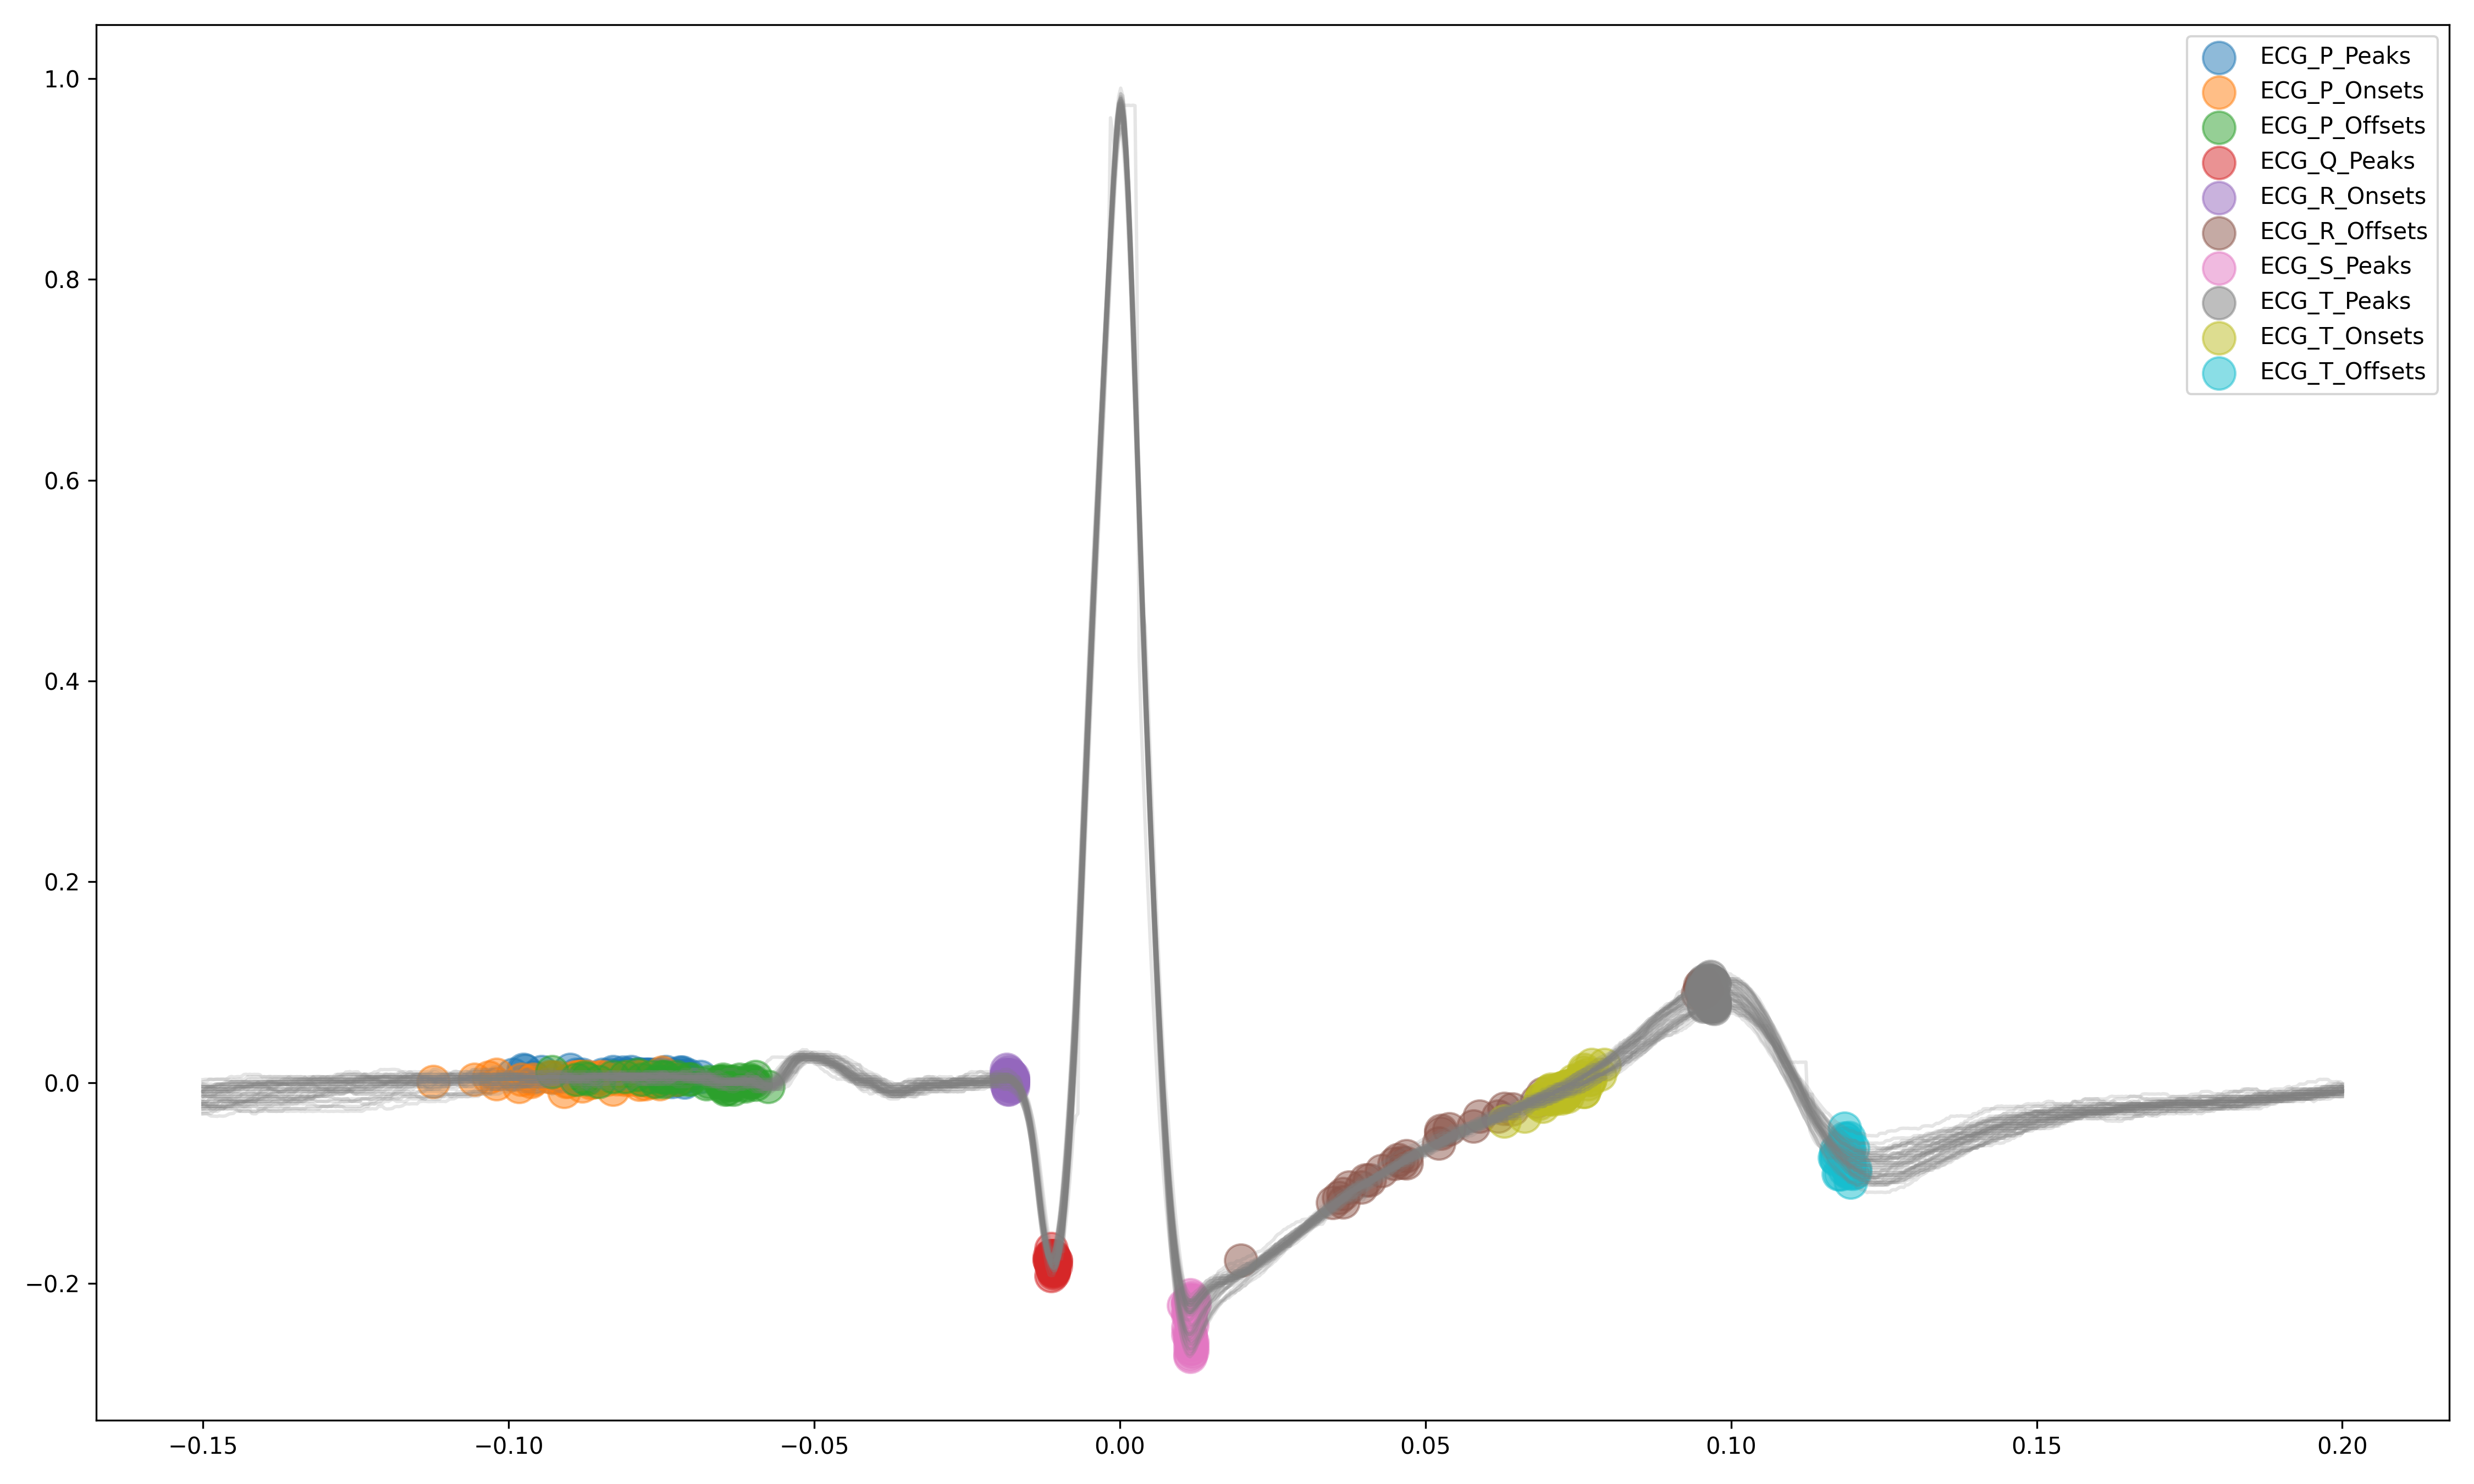 1.0
0.8
0.6
0.4
0.2
0.0
−0.2
−0.15
−0.10
−0.05
0.00
0.05
0.10
0.15
0.20
ECG_P_Peaks
ECG_P_Onsets
ECG_P_Offsets
ECG_Q_Peaks
ECG_R_Onsets
ECG_R_Offsets
ECG_S_Peaks
ECG_T_Peaks
ECG_T_Onsets
ECG_T_Offsets